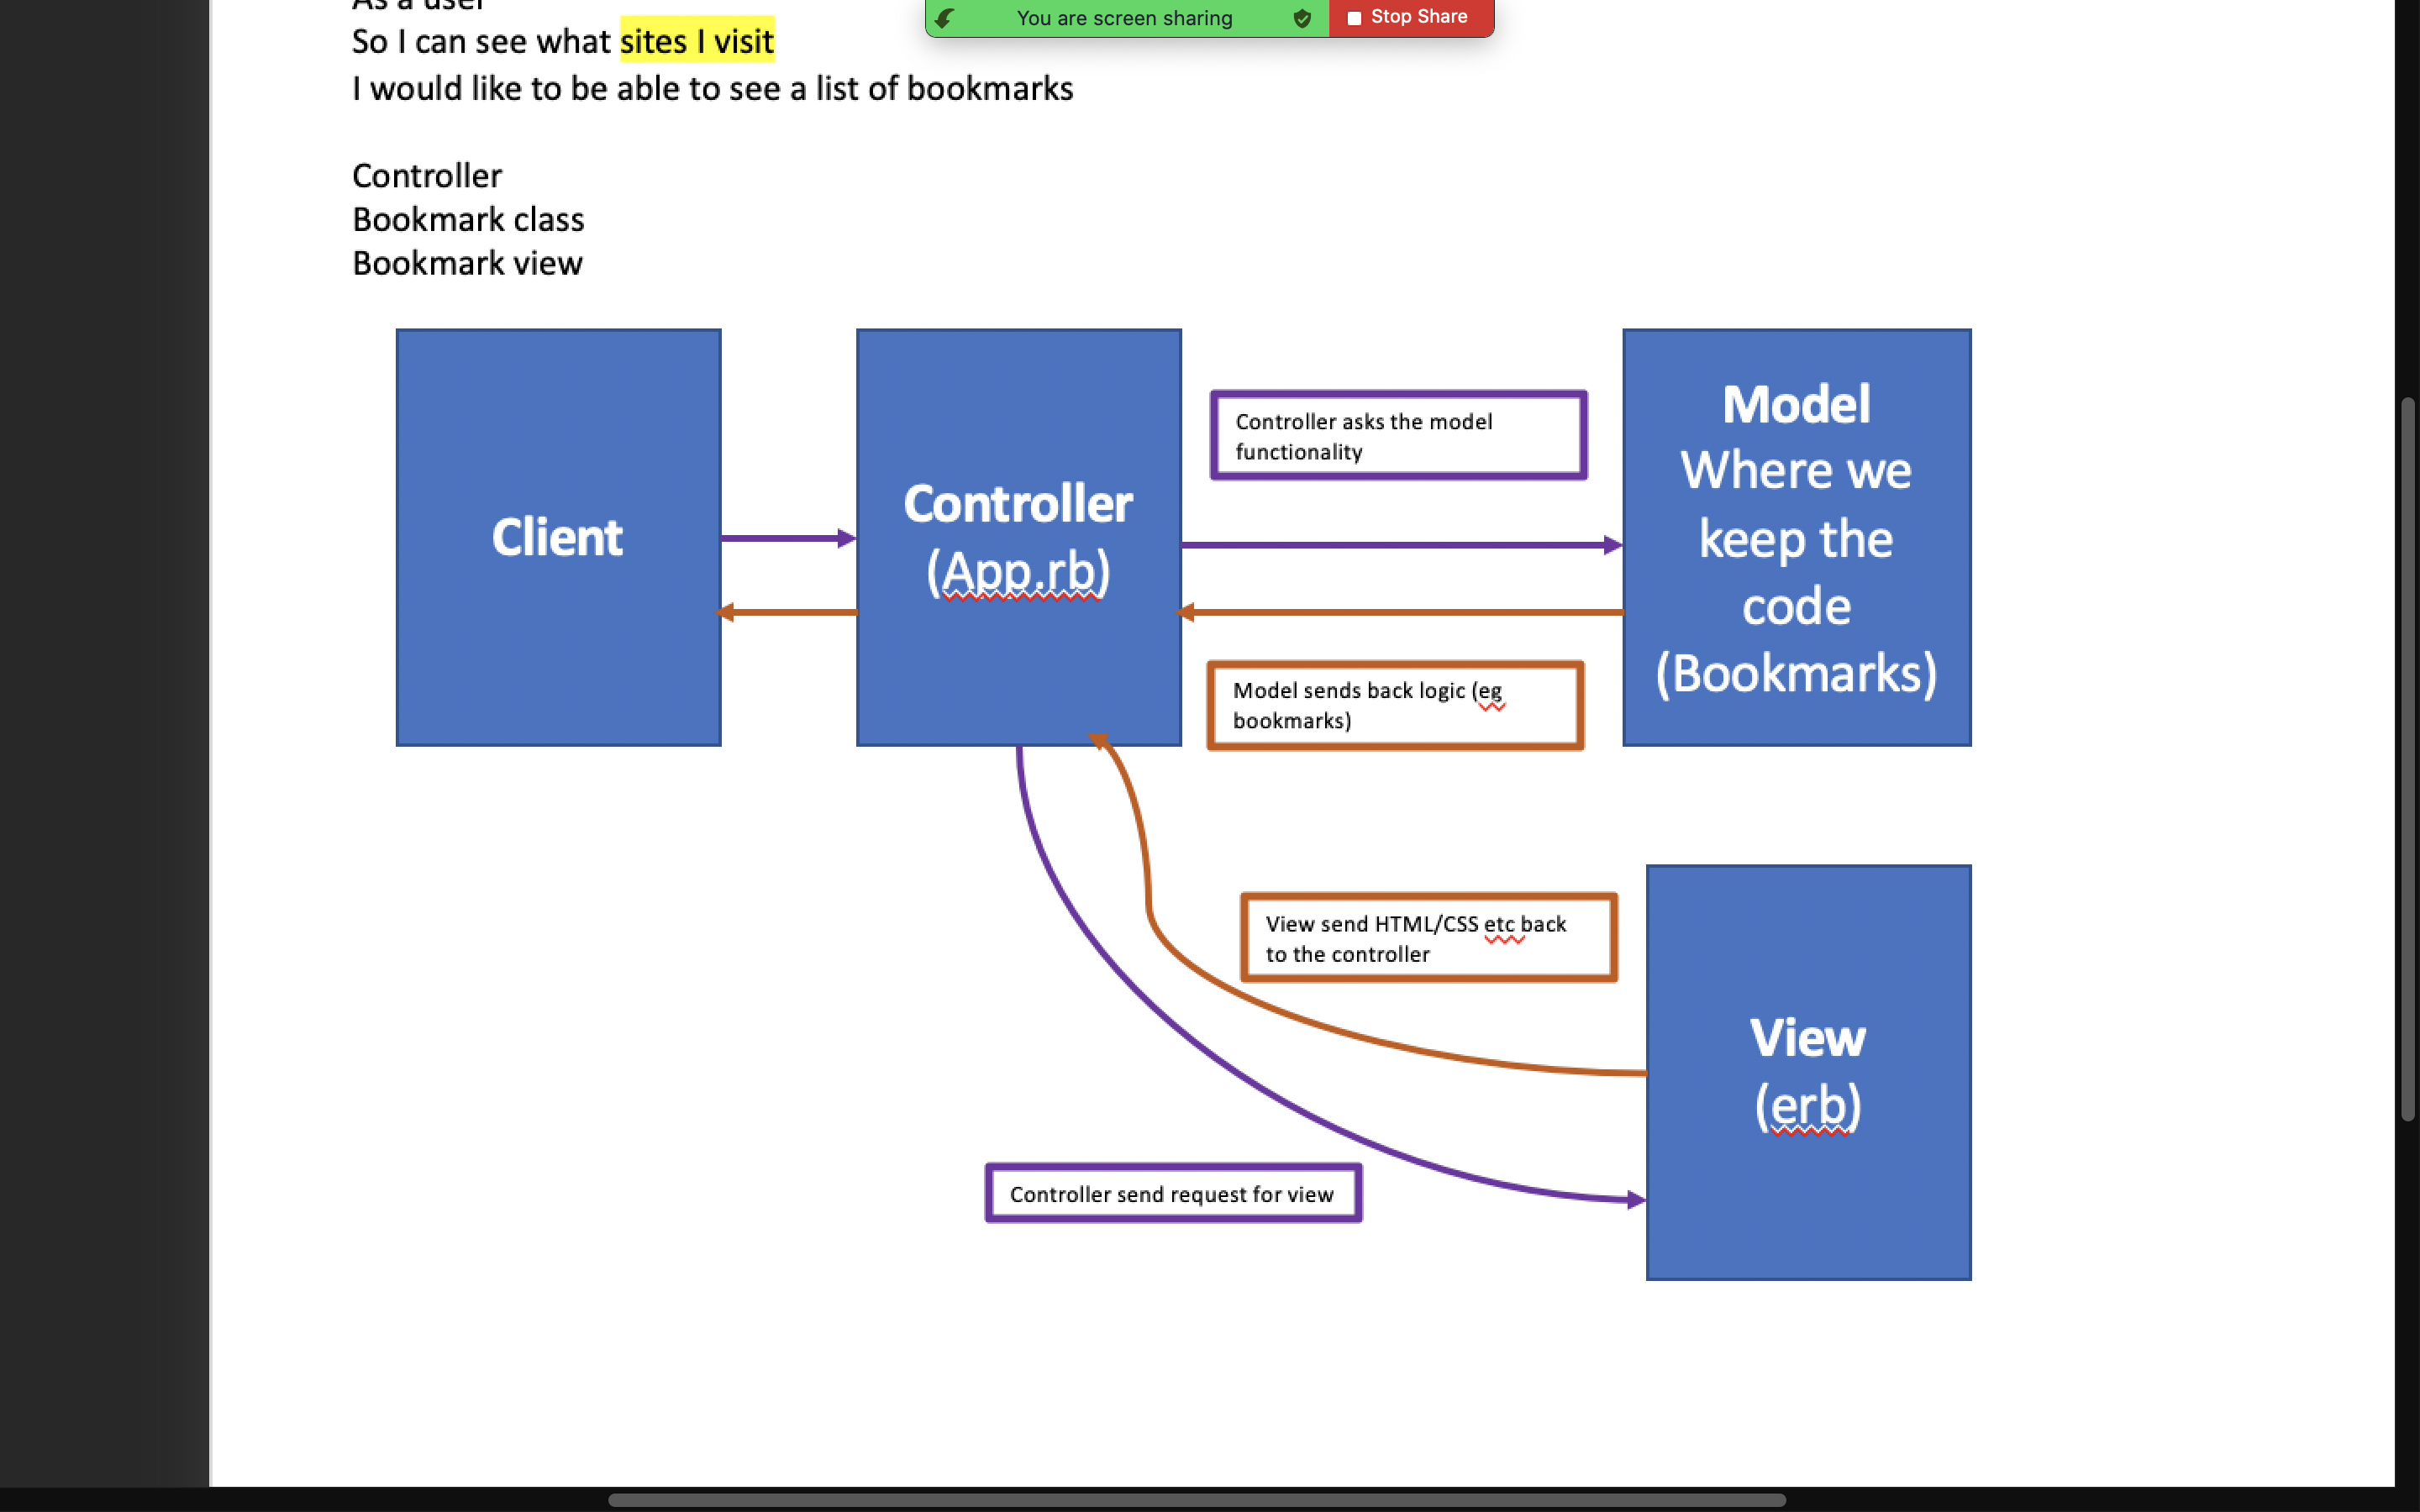 As a user
You are screen sharing
Stop Share
So I can see what sites I visit
I would like to be able to see a list of bookmarks
Controller
Bookmark class
Bookmark view
Client
Controller
(App.rb)
Controller asks the model
functionality
Model
Where we
keep the
code
(Bookmarks)
Model sends back logic (eg
bookmarks)
View send HTML/CSS etc back
to the controller
View
(erb)
Controller send request for view